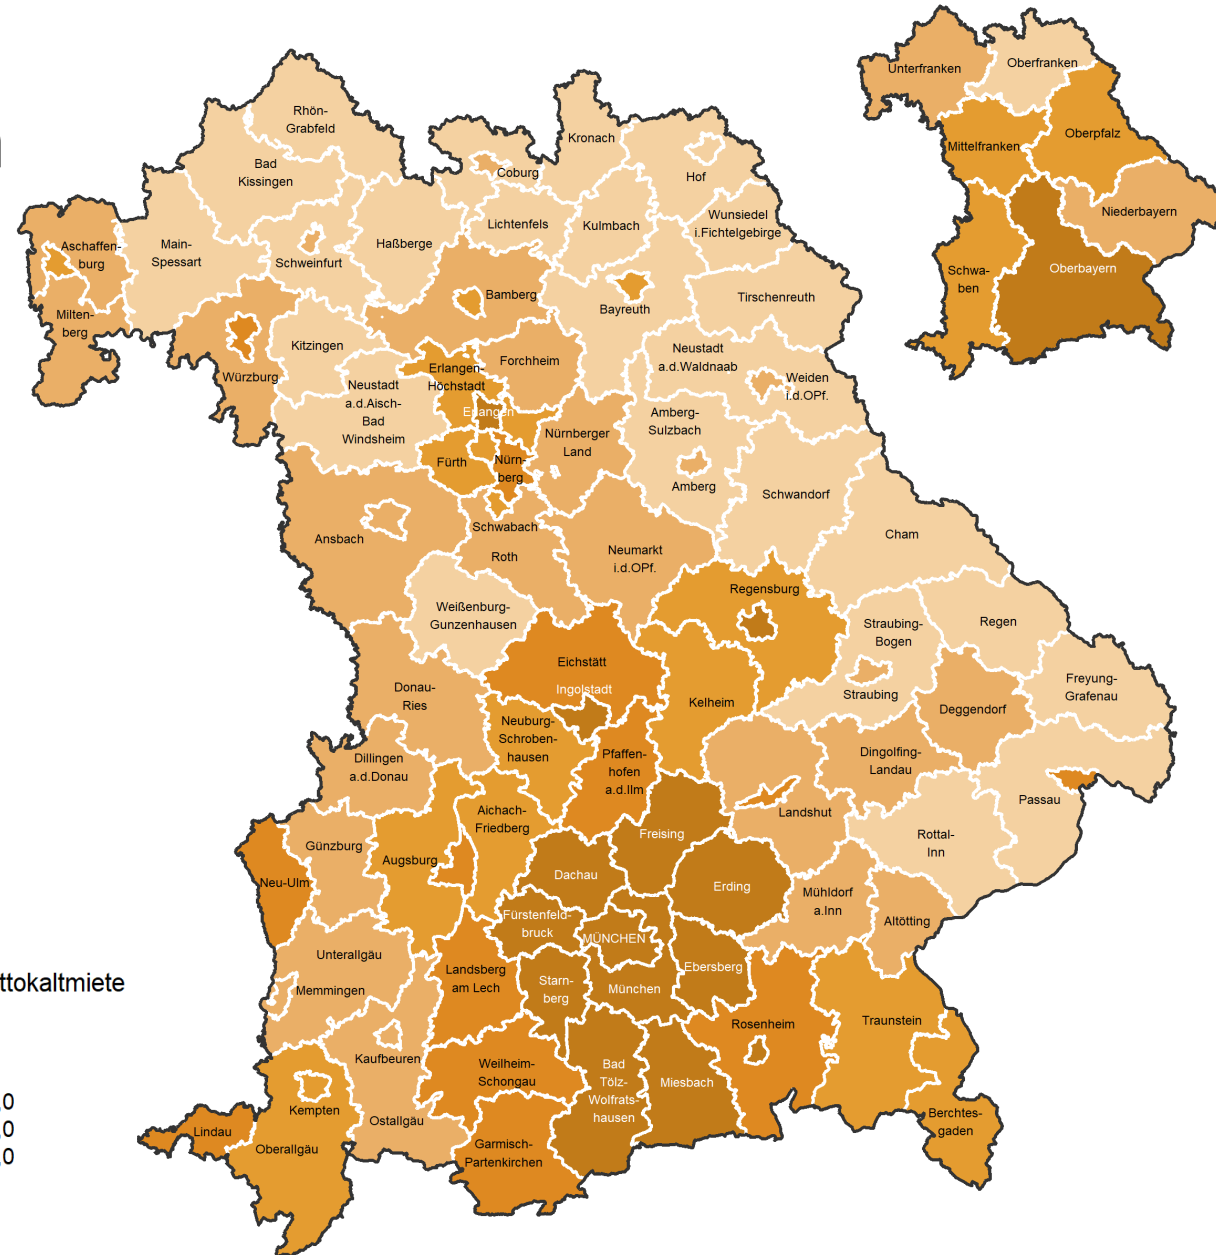 Unterfranken
Oberfranken
Mittelfranken
Oberpfalz
Niederbayern
Schwa-
ben
Oberbayern
Rhön-
Grabfeld
Bad
Kissingen
Coburg
Kronach
Hof
Lichtenfels
Kulmbach
Wunsiedel
i.Fichtelgebirge
Aschaffen-
burg
Main-
Spessart
Schweinfurt
Haßberge
Bamberg
Bayreuth
Tirschenreuth
Milten-
berg
Würzburg
Kitzingen
Neustadt
a.d.Aisch-
Bad
Windsheim
Erlangen-
Höchstadt
Forchheim
Neustadt
a.d.Waldnaab
Weiden
i.d.OPf.
Erlangen
Fürth
Nürn-
berg
Nürnberger
Land
Amberg-
Sulzbach
Amberg
Schwandorf
Cham
Ansbach
Schwabach
Roth
Neumarkt
i.d.OPf.
Weißenburg-
Gunzenhausen
Regensburg
Straubing-
Bogen
Regen
Eichstätt
Ingolstadt
Straubing
Freyung-
Grafenau
Donau-
Ries
Neuburg-
Schroben-
hausen
Kelheim
Deggendorf
Dillingen
a.d.Donau
Pfaffen-
hofen
a.d.Ilm
Dingolfing-
Landau
Passau
Aichach-
Friedberg
Landshut
Rottal-
Inn
Günzburg
Augsburg
Freising
Neu-Ulm
Dachau
Erding
Mühldorf
a.Inn
Altötting
Fürstenfeld-
bruck
MÜNCHEN
Unterallgäu
Memmingen
Landsberg
am Lech
Starn-
berg
München
Ebersberg
ttokaltmiete
Rosenheim
Traunstein
Kaufbeuren
Weilheim-
Schongau
Bad
Tölz-
Wolfrats-
hausen
Miesbach
Kempten
Ostallgäu
Berchtes-
gaden
Lindau
Oberallgäu
Garmisch-
Partenkirchen
,0
,0
,0